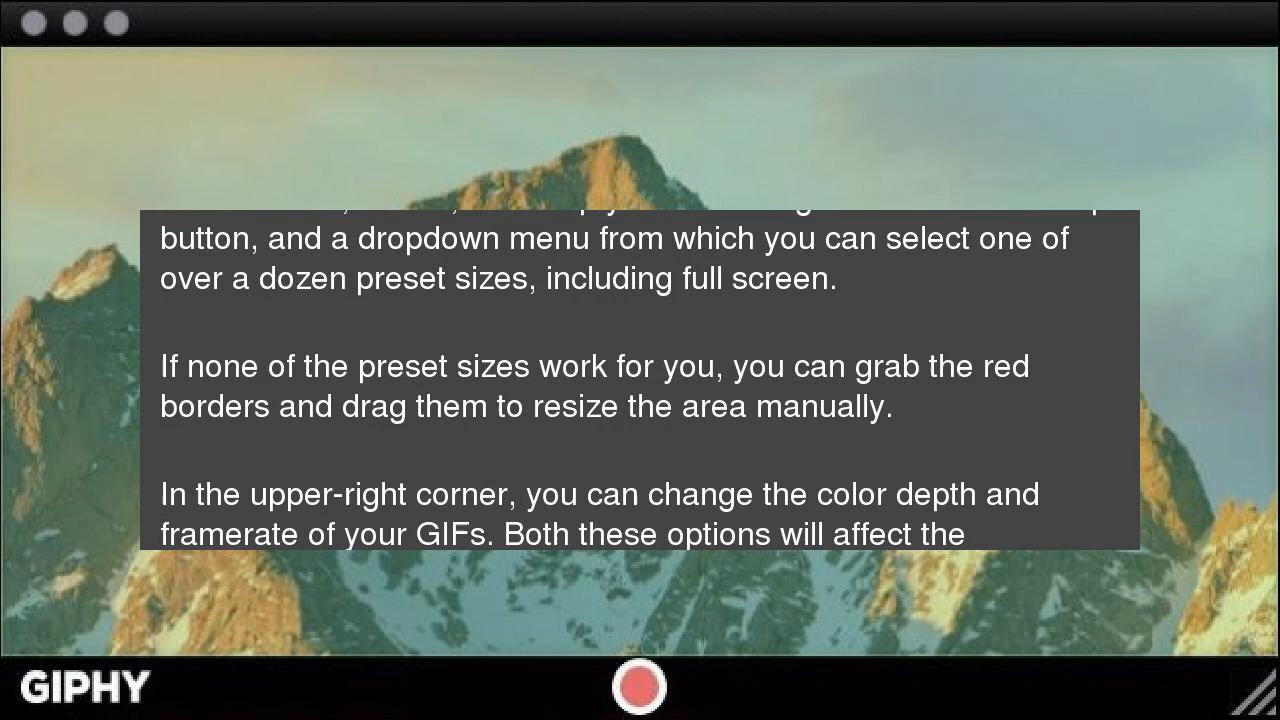 button, and a dropdown menu from which you can select one of
over a dozen preset sizes, including full screen.
If none of the preset sizes work for you, you can grab the red
borders and drag them to resize the area manually.
In the upper-right corner, you can change the color depth and
framerate of your GIFs. Both these options will affect the
GIPHY